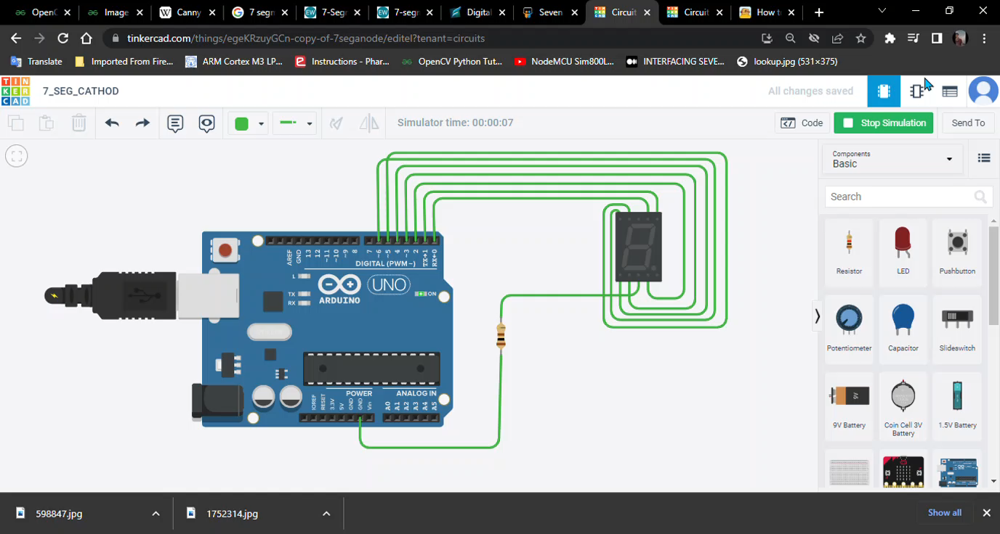 OpenC
Image
Canny
7 segm
7-Seg
7-segr
Digital
Seven
Circuit
Circuit
How to
tinkercad.com/things/egeKRzuyGCn-copy-of-7seganode/editel?tenant=circuits
Translate
Imported From Fire...
ARM Cortex M3 LP...
Instructions - Phar...
OpenCV Python Tut...
NodeMCU Sim800L...
INTERFACING SEVE...
lookup.jpg (531×375)
TIN
KER
CAD
7_SEG_CATHOD
All changes saved
Simulator time: 00:00:07
Code
Stop Simulation
Send To
Components
Basic
Search
Resistor
LED
Pushbutton
Potentiometer
Capacitor
Slideswitch
9V
9V Battery
Coin Cell 3V
Battery
1.5V Battery
AREF
GND
13
12
~11
~10
~9
8
7
~6
~5
4
~3
2
TX→1
RX←0
DIGITAL (PWM~)
L
TX
RX
ARDUINO
UNO
ON
POWER
ANALOG IN
IOREF
RESET
3.3V
5V
GND
GND
Vin
A0
A1
A2
A3
A4
A5
598847.jpg
1752314.jpg
Show all